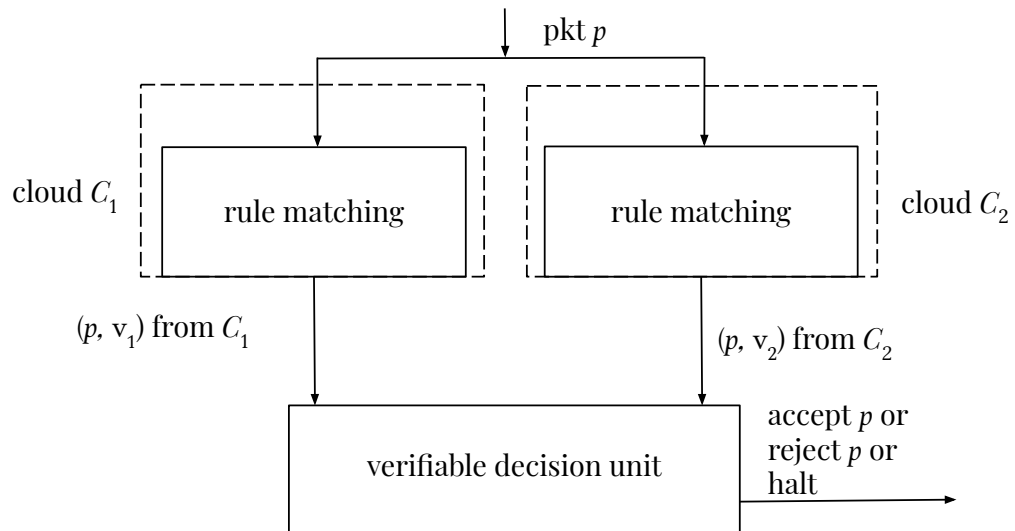 pkt p
cloud C₁
rule matching
rule matching
cloud C₂
(p, v₁) from C₁
(p, v₂) from C₂
verifiable decision unit
accept p or
reject p or
halt